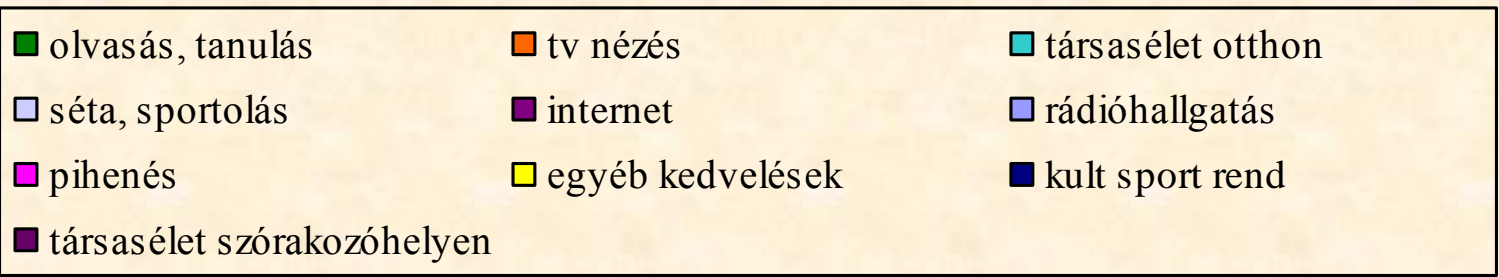 olvasás, tanulás tv nézés társasélet otthon
séta, sportolás internet rádióhallgatás
pihenés egyéb kedvelések kult sport rend
társasélet szórakozóhelyen